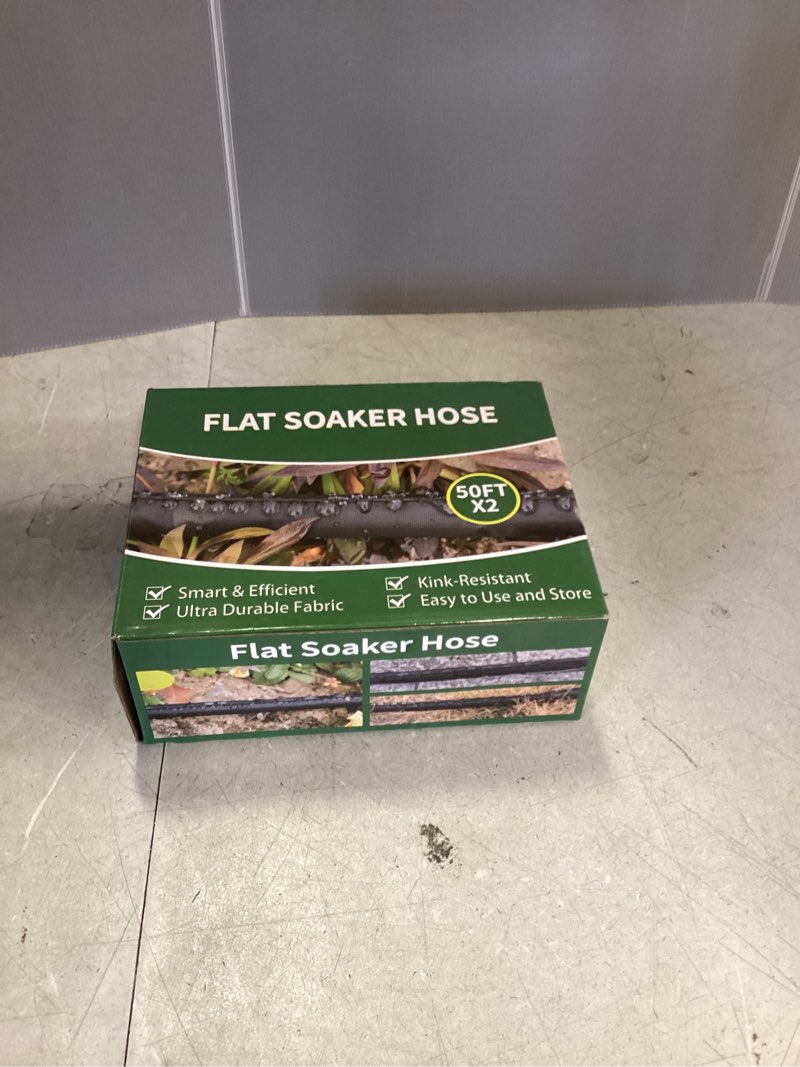 FLAT SOAKER HOSE
50FT
X2
Smart & Efficient
Ultra Durable Fabric
Kink-Resistant
Easy to Use and Store
Flat Soaker Hose